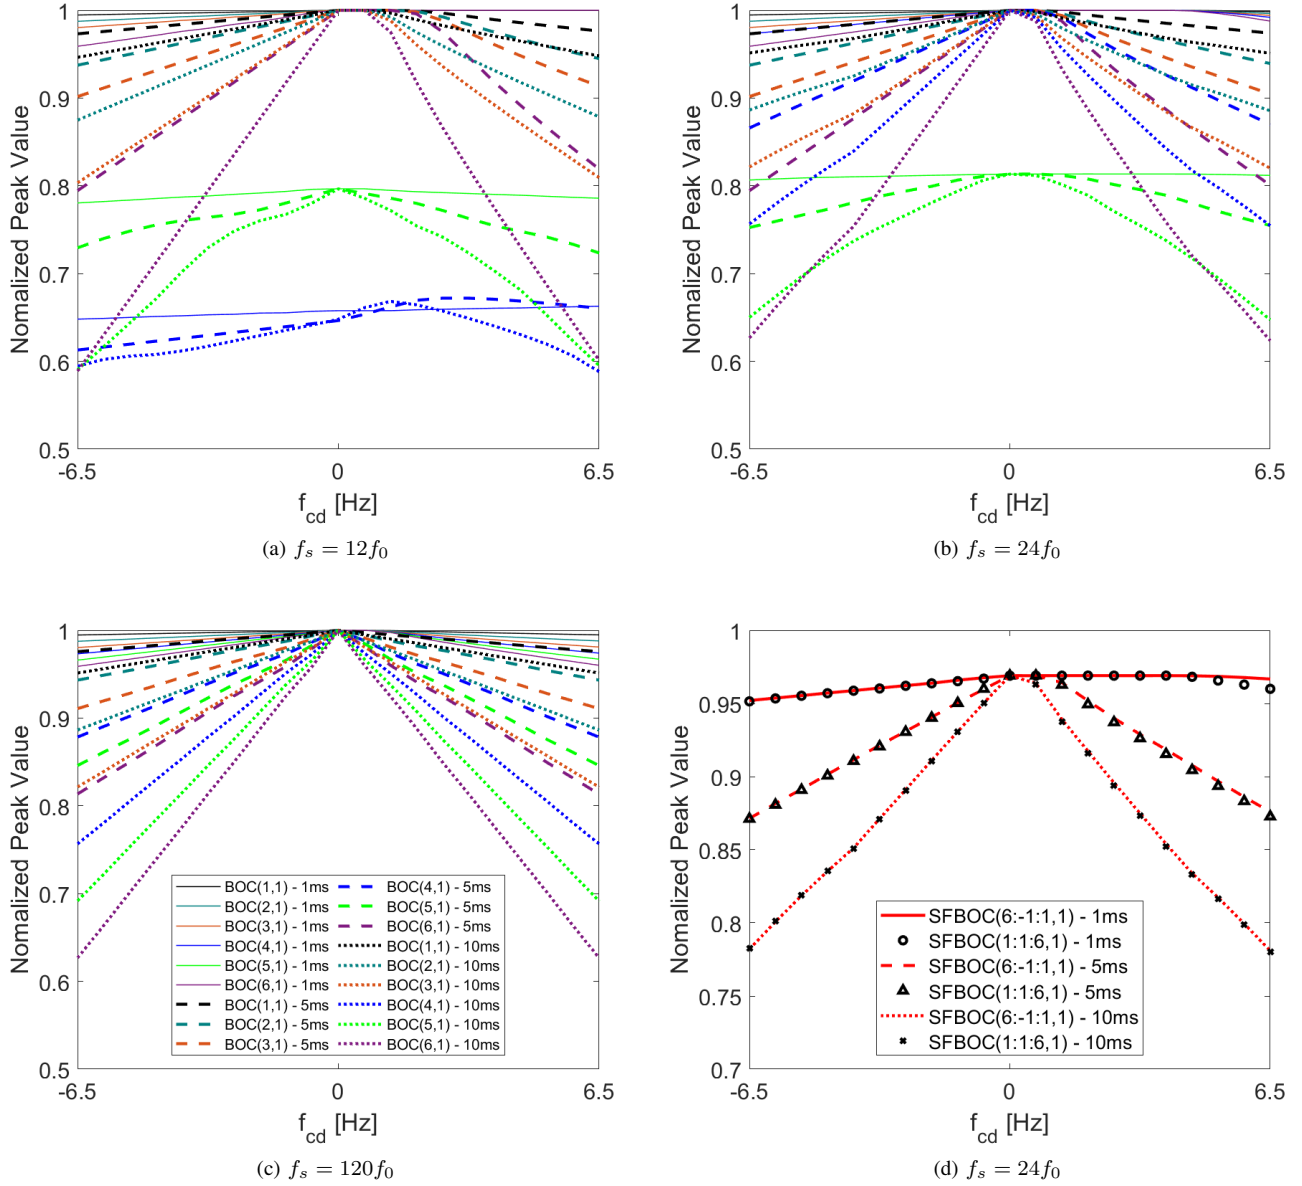 1
0.9
0.8
0.7
0.6
0.5
-6.5
0
6.5
Nomalized Peak Value
f_cd [Hz]
(a) f_s = 12f_0
1
0.9
0.8
0.7
0.6
0.5
-6.5
0
6.5
Nomalized Peak Value
f_cd [Hz]
(b) f_s = 24f_0
1
0.9
0.8
0.7
0.6
0.5
-6.5
0
6.5
Nomalized Peak Value
f_cd [Hz]
BOC(1,1) - 1ms
BOC(2,1) - 1ms
BOC(3,1) - 1ms
BOC(4,1) - 1ms
BOC(5,1) - 1ms
BOC(6,1) - 1ms
BOC(1,1) - 5ms
BOC(2,1) - 5ms
BOC(3,1) - 5ms
BOC(4,1) - 5ms
BOC(5,1) - 5ms
BOC(6,1) - 5ms
BOC(1,1) - 10ms
BOC(2,1) - 10ms
BOC(3,1) - 10ms
BOC(4,1) - 10ms
BOC(5,1) - 10ms
BOC(6,1) - 10ms
(c) f_s = 120f_0
1
0.95
0.9
0.85
0.8
0.75
0.7
-6.5
0
6.5
Nomalized Peak Value
f_cd [Hz]
SFBOC(6:-1:1,1) - 1ms
SFBOC(1:1:6,1) - 1ms
SFBOC(6:-1:1,1) - 5ms
SFBOC(1:1:6,1) - 5ms
SFBOC(6:-1:1,1) - 10ms
SFBOC(1:1:6,1) - 10ms
(d) f_s = 24f_0